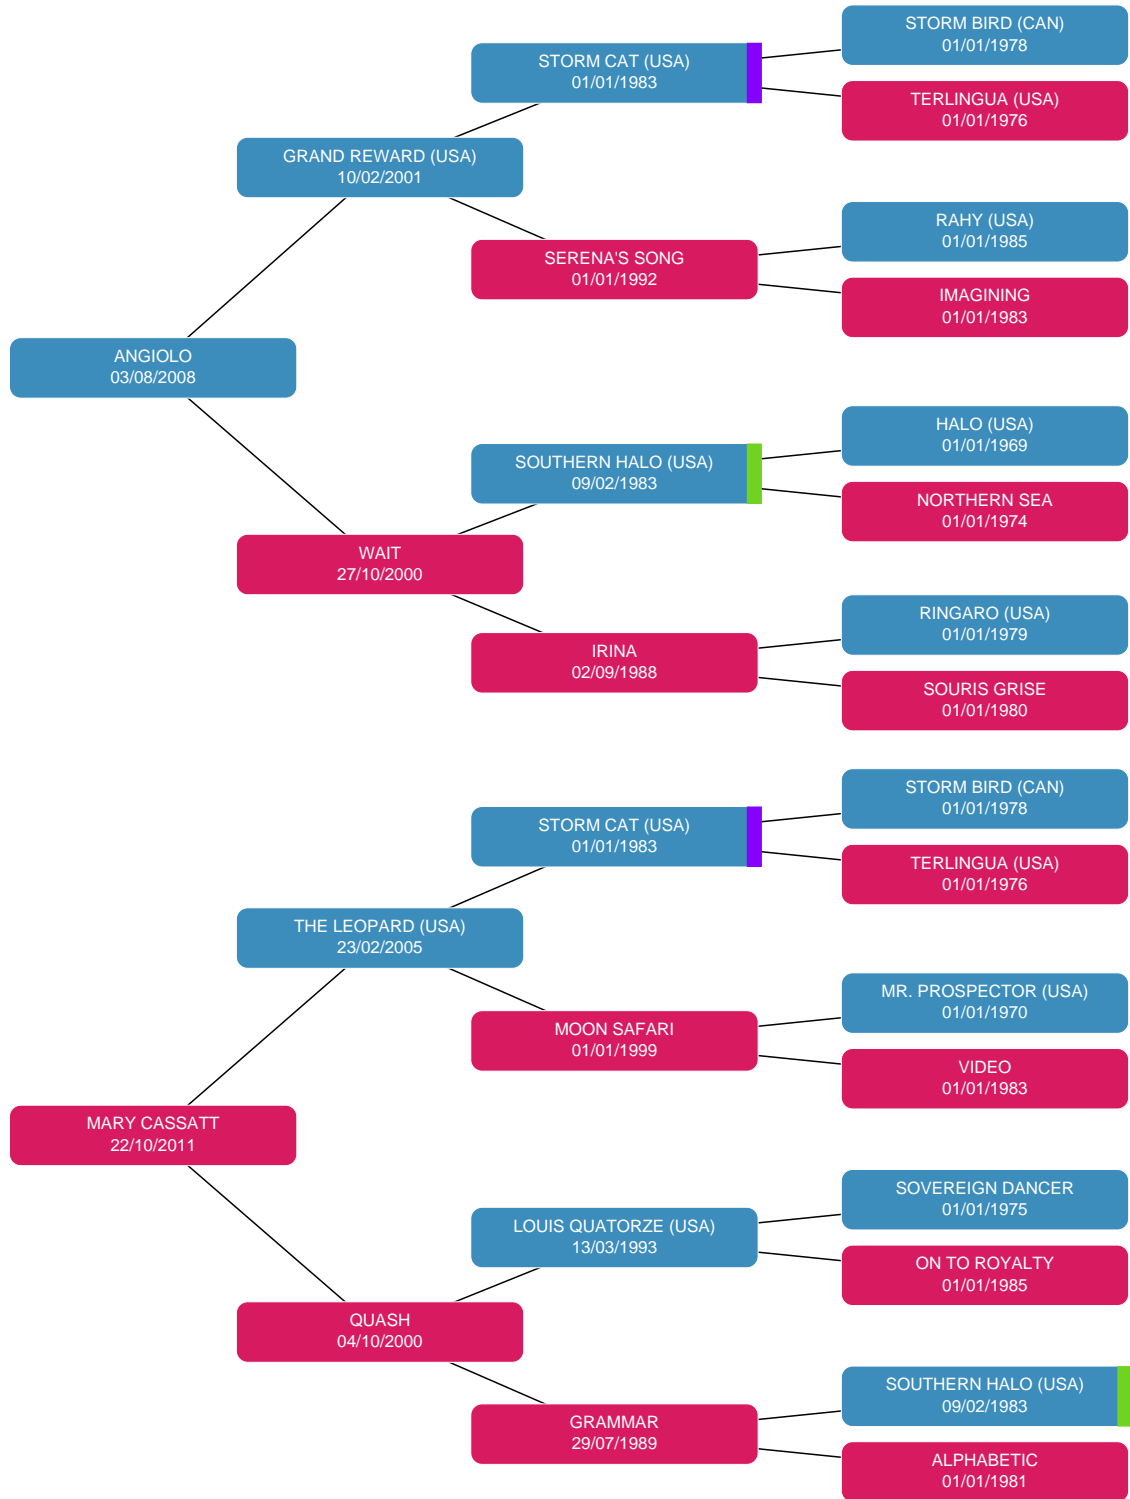 STORM BIRD (CAN)
01/01/1978
STORM CAT (USA)
01/01/1983
TERLINGUA (USA)
01/01/1976
GRAND REWARD (USA)
10/02/2001
RAHY (USA)
01/01/1985
SERENA'S SONG
01/01/1992
IMAGINING
01/01/1983
ANGIOLO
03/08/2008
HALO (USA)
01/01/1969
SOUTHERN HALO (USA)
09/02/1983
NORTHERN SEA
01/01/1974
WAIT
27/10/2000
RINGARO (USA)
01/01/1979
IRINA
02/09/1988
SOURIS GRISE
01/01/1980
STORM BIRD (CAN)
01/01/1978
STORM CAT (USA)
01/01/1983
TERLINGUA (USA)
01/01/1976
THE LEOPARD (USA)
23/02/2005
MR. PROSPECTOR (USA)
01/01/1970
MOON SAFARI
01/01/1999
VIDEO
01/01/1983
MARY CASSATT
22/10/2011
SOVEREIGN DANCER
01/01/1975
LOUIS QUATORZE (USA)
13/03/1993
ON TO ROYALTY
01/01/1985
QUASH
04/10/2000
SOUTHERN HALO (USA)
09/02/1983
GRAMMAR
29/07/1989
ALPHABETIC
01/01/1981